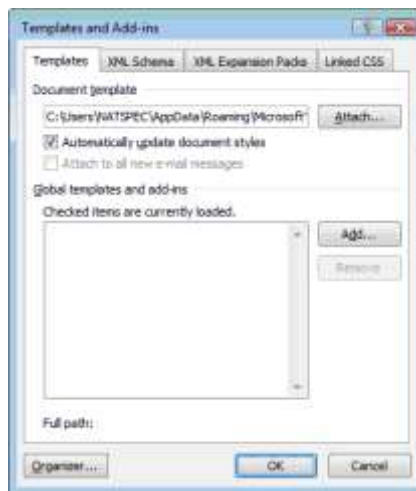 Templates and Add-ins
Templates XML Schema XML Expansion Packs Linked CSS
Document template
C:\Users\NATSPEC\AppData\Roaming\Microsoft\ Attach...
Automatically update document styles
Attach to all new e-mail messages
Global templates and add-ins
Checked items are currently loaded.
Add...
Remove
Full path:
Organizer... OK Cancel